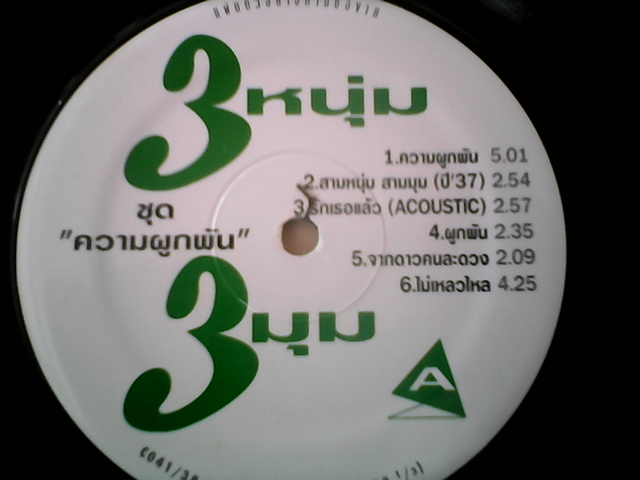 3หนุ่ม
1.ความผูกพัน 5.01
2.สามหนุ่ม สามมุม (ปี'37) 2.54
3.รักเธอแล้ว (ACOUSTIC) 2.57
4.ผูกพัน 2.35
5.จากดาวคนละดวง 2.09
6.ไม่เหลวไหล 4.25
ชุด
"ความผูกพัน"
3มุม
A
C041/38